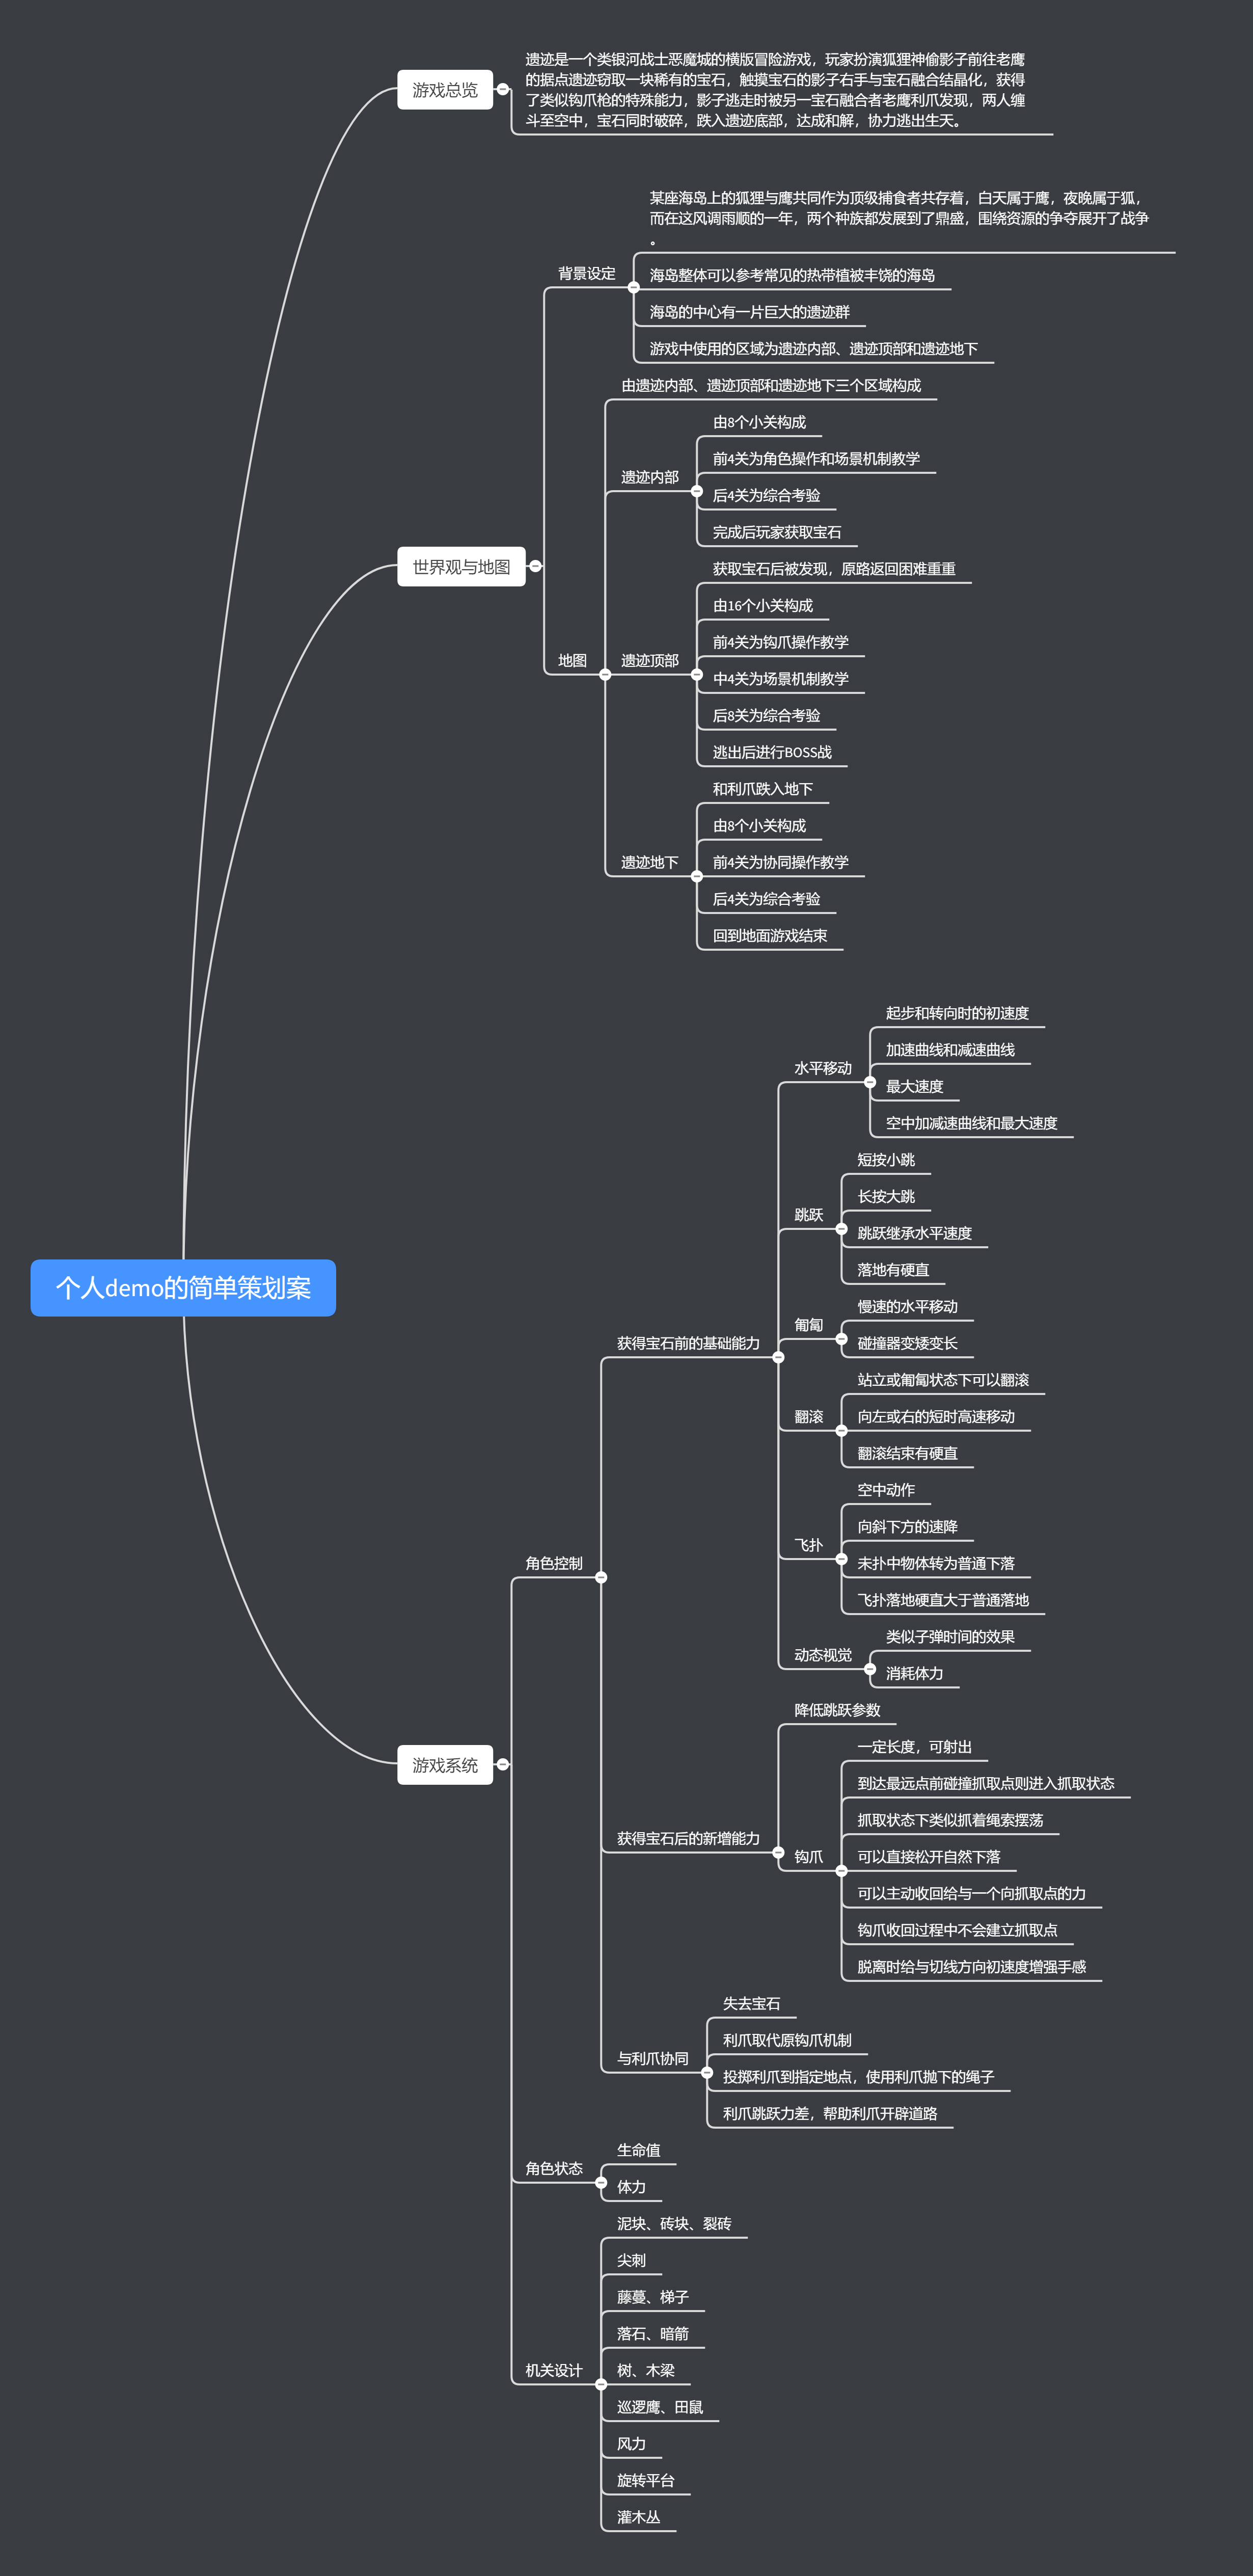 游戏总览
遗迹是一个类银河战士恶魔城的横版冒险游戏，玩家扮演狐狸神偷影子前往老鹰
的据点遗迹窃取一块稀有的宝石，触摸宝石的影子右手与宝石融合结晶化，获得
了类似钩爪枪的特殊能力，影子逃走时被另一宝石融合者老鹰利爪发现，两人缠
斗至空中，宝石同时破碎，跌入遗迹底部，达成和解，协力逃出生天。
世界观与地图
背景设定
某座海岛上的狐狸与鹰共同作为顶级捕食者共存着，白天属于鹰，夜晚属于狐，
而在这风调雨顺的一年，两个种族都发展到了鼎盛，围绕资源的争夺展开了战争
。
海岛整体可以参考常见的热带植被丰饶的海岛
海岛的中心有一片巨大的遗迹群
游戏中使用的区域为遗迹内部、遗迹顶部和遗迹地下
地图
由遗迹内部、遗迹顶部和遗迹地下三个区域构成
遗迹内部
由8个小关构成
前4关为角色操作和场景机制教学
后4关为综合考验
完成后玩家获取宝石
遗迹顶部
获取宝石后被发现，原路返回困难重重
由16个小关构成
前4关为钩爪操作教学
中4关为场景机制教学
后8关为综合考验
逃出后进行BOSS战
遗迹地下
和利爪跌入地下
由8个小关构成
前4关为协同操作教学
后4关为综合考验
回到地面游戏结束
个人demo的简单策划案
游戏系统
角色控制
获得宝石前的基础能力
水平移动
起步和转向时的初速度
加速曲线和减速曲线
最大速度
空中加减速曲线和最大速度
跳跃
短按小跳
长按大跳
跳跃继承水平速度
落地有硬直
匍匐
慢速的水平移动
碰撞器变矮变长
翻滚
站立或匍匐状态下可以翻滚
向左或右的短时高速移动
翻滚结束有硬直
飞扑
空中动作
向斜下方的速降
未扑中物体转为普通下落
飞扑落地硬直大于普通落地
动态视觉
类似子弹时间的效果
消耗体力
获得宝石后的新增能力
降低跳跃参数
钩爪
一定长度，可射出
到达最远点前碰撞抓取点则进入抓取状态
抓取状态下类似抓着绳索摆荡
可以直接松开自然下落
可以主动收回给与一个向抓取点的力
钩爪收回过程中不会建立抓取点
脱离时给与切线方向初速度增强手感
与利爪协同
失去宝石
利爪取代原钩爪机制
投掷利爪到指定地点，使用利爪抛下的绳子
利爪跳跃力差，帮助利爪开辟道路
角色状态
生命值
体力
机关设计
泥块、砖块、裂砖
尖刺
藤蔓、梯子
落石、暗箭
树、木梁
巡逻鹰、田鼠
风力
旋转平台
灌木丛